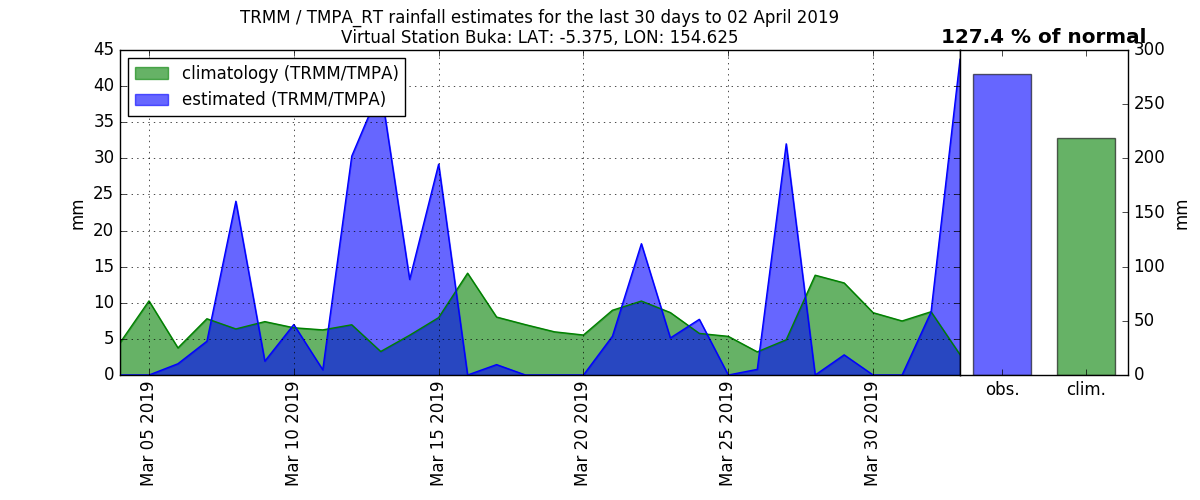 TRMM / TMPA_RT rainfall estimates for the last 30 days to 02 April 2019
Virtual Station Buka: LAT: -5.375, LON: 154.625
127.4 % of normal
climatology (TRMM/TMPA)
estimated (TRMM/TMPA)
45
40
35
30
25
20
15
10
5
0
mm
Mar 05 2019
Mar 10 2019
Mar 15 2019
Mar 20 2019
Mar 25 2019
Mar 30 2019
300
250
200
150
100
50
0
mm
obs.
clim.